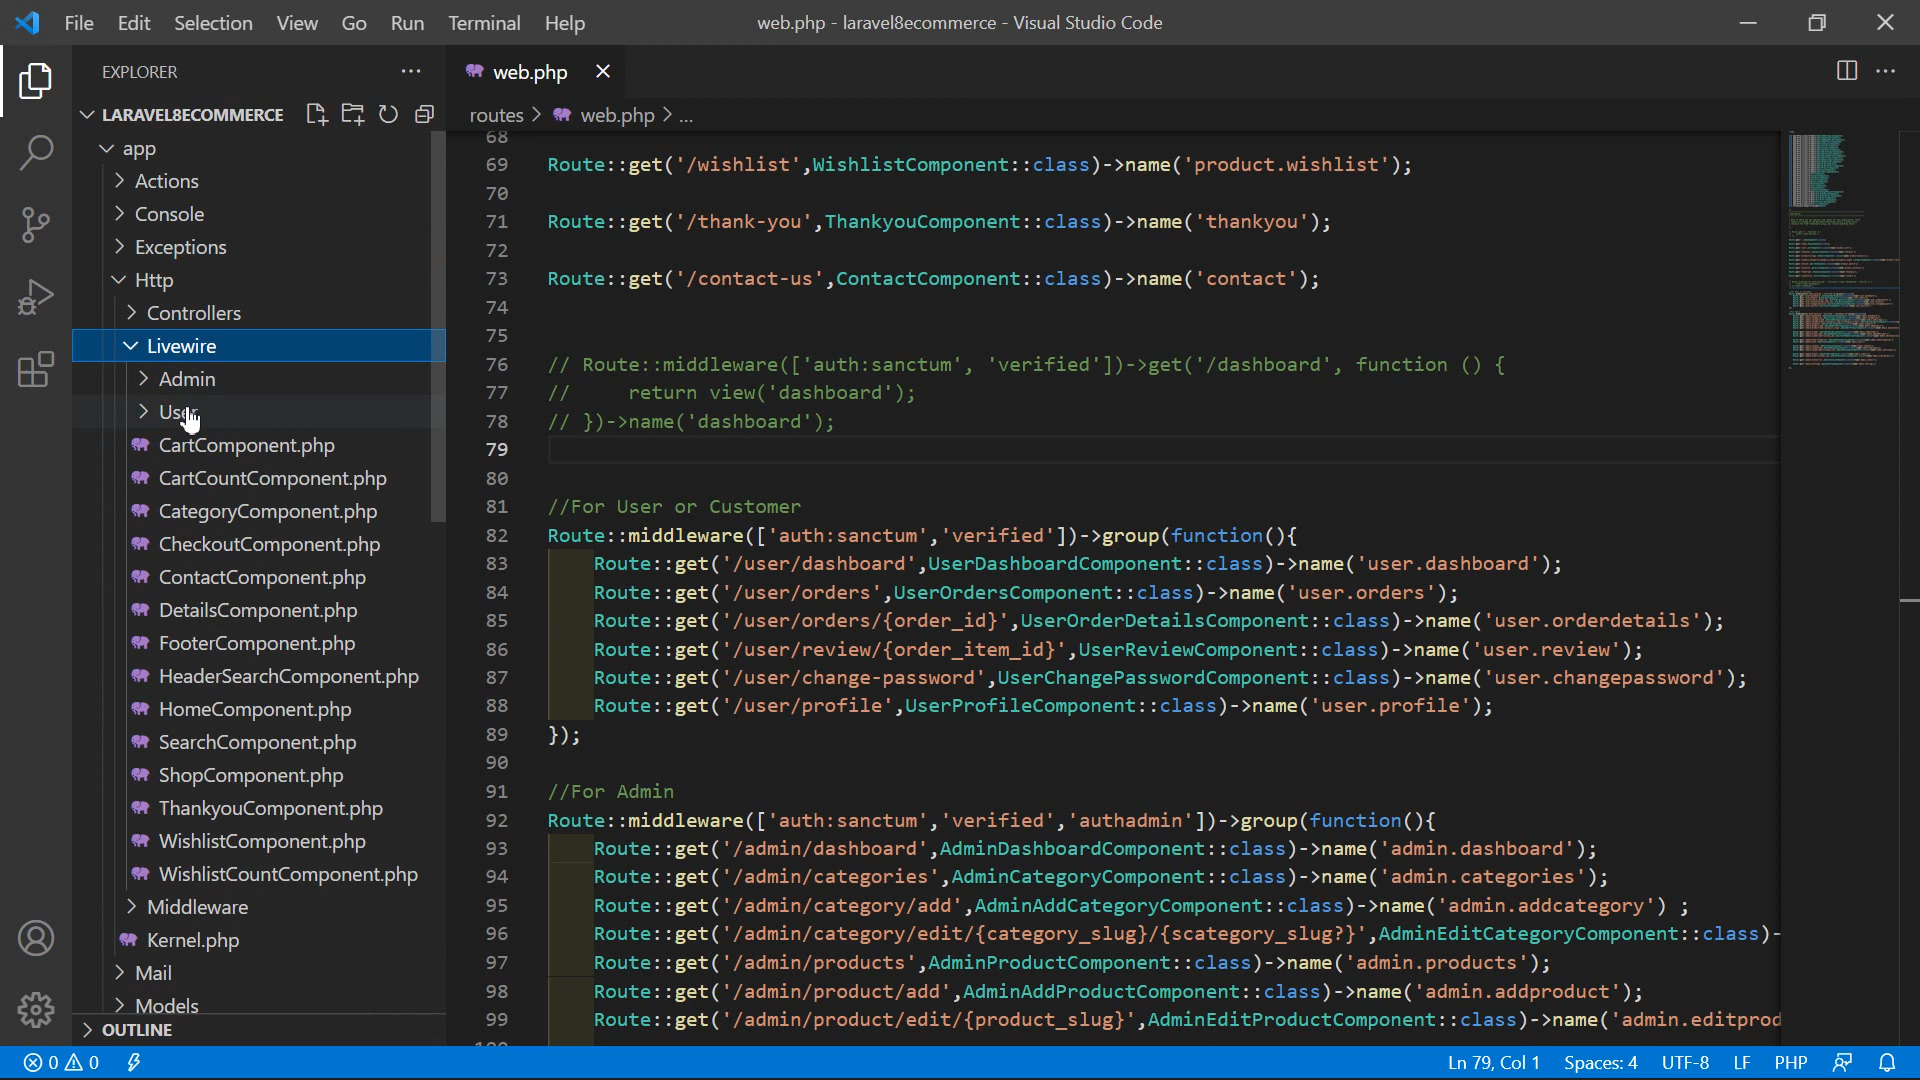 File Edit Selection View Go Run Terminal Help
web.php - laravel8ecommerce - Visual Studio Code
EXPLORER
LARAVEL8ECOMMERCE
app
Actions
Console
Exceptions
Http
Controllers
Livewire
Admin
User
CartComponent.php
CartCountComponent.php
CategoryComponent.php
CheckoutComponent.php
ContactComponent.php
DetailsComponent.php
FooterComponent.php
HeaderSearchComponent.php
HomeComponent.php
SearchComponent.php
ShopComponent.php
ThankyouComponent.php
WishlistComponent.php
WishlistCountComponent.php
Middleware
Kernel.php
Mail
Models
OUTLINE
web.php
routes > web.php > ...
68
69 Route::get('/wishlist',WishlistComponent::class)->name('product.wishlist');
70
71 Route::get('/thank-you',ThankyouComponent::class)->name('thankyou');
72
73 Route::get('/contact-us',ContactComponent::class)->name('contact');
74
75
76 // Route::middleware(['auth:sanctum', 'verified'])->get('/dashboard', function () {
77 //     return view('dashboard');
78 // })->name('dashboard');
79
80
81 //For User or Customer
82 Route::middleware(['auth:sanctum','verified'])->group(function(){
83     Route::get('/user/dashboard',UserDashboardComponent::class)->name('user.dashboard');
84     Route::get('/user/orders',UserOrdersComponent::class)->name('user.orders');
85     Route::get('/user/orders/{order_id}',UserOrderDetailsComponent::class)->name('user.orderdetails');
86     Route::get('/user/review/{order_item_id}',UserReviewComponent::class)->name('user.review');
87     Route::get('/user/change-password',UserChangePasswordComponent::class)->name('user.changepassword');
88     Route::get('/user/profile',UserProfileComponent::class)->name('user.profile');
89 });
90
91 //For Admin
92 Route::middleware(['auth:sanctum','verified','authadmin'])->group(function(){
93     Route::get('/admin/dashboard',AdminDashboardComponent::class)->name('admin.dashboard');
94     Route::get('/admin/categories',AdminCategoryComponent::class)->name('admin.categories');
95     Route::get('/admin/category/add',AdminAddCategoryComponent::class)->name('admin.addcategory') ;
96     Route::get('/admin/category/edit/{category_slug}/{scategory_slug?}',AdminEditCategoryComponent::class)-
97     Route::get('/admin/products',AdminProductComponent::class)->name('admin.products');
98     Route::get('/admin/product/add',AdminAddProductComponent::class)->name('admin.addproduct');
99     Route::get('/admin/product/edit/{product_slug}',AdminEditProductComponent::class)->name('admin.editprod
0 0 Ln 79, Col 1 Spaces: 4 UTF-8 LF PHP